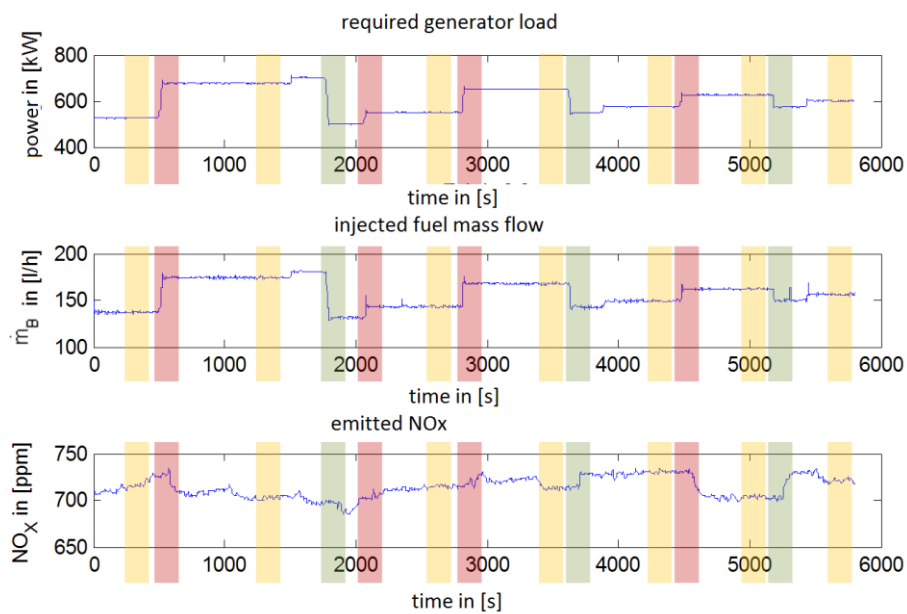 required generator load
power in [kW]
800
600
400
0 1000 2000 3000 4000 5000 6000
time in [s]
injected fuel mass flow
ṁB in [l/h]
200
150
100
0 1000 2000 3000 4000 5000 6000
time in [s]
emitted NOx
NOX in [ppm]
750
700
650
0 1000 2000 3000 4000 5000 6000
time in [s]